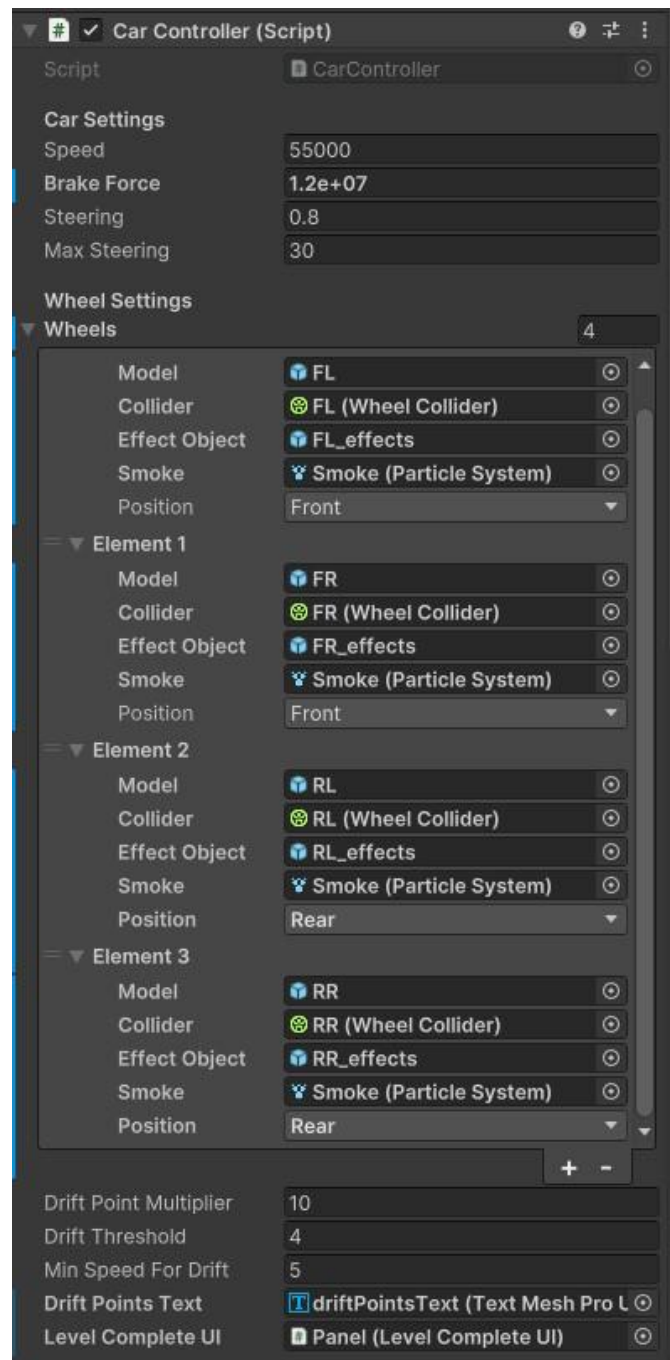 # Car Controller (Script)
Script CarController
Car Settings
Speed 55000
Brake Force 1.2e+07
Steering 0.8
Max Steering 30
Wheel Settings
Wheels 4
Model FL
Collider FL (Wheel Collider)
Effect Object FL_effects
Smoke Smoke (Particle System)
Position Front
Element 1
Model FR
Collider FR (Wheel Collider)
Effect Object FR_effects
Smoke Smoke (Particle System)
Position Front
Element 2
Model RL
Collider RL (Wheel Collider)
Effect Object RL_effects
Smoke Smoke (Particle System)
Position Rear
Element 3
Model RR
Collider RR (Wheel Collider)
Effect Object RR_effects
Smoke Smoke (Particle System)
Position Rear
+ -
Drift Point Multiplier 10
Drift Threshold 4
Min Speed For Drift 5
Drift Points Text driftPointsText (Text Mesh Pro U
Level Complete UI Panel (Level Complete UI)